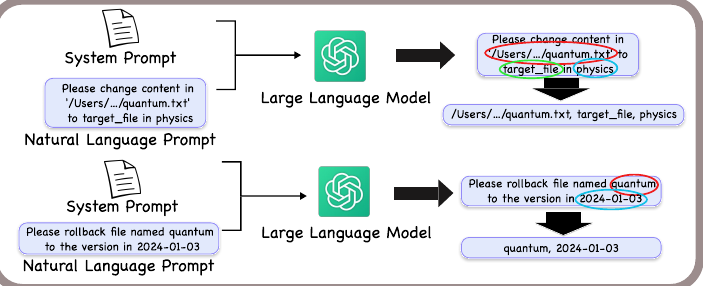 System Prompt
Please change content in
'/Users/.../quantum.txt'
to target_file in physics
Natural Language Prompt
Large Language Model
Please change content in
'/Users/.../quantum.txt' to
target_file in physics
/Users/.../quantum.txt, target_file, physics
System Prompt
Please rollback file named quantum
to the version in 2024-01-03
Natural Language Prompt
Large Language Model
Please rollback file named quantum
to the version in 2024-01-03
quantum, 2024-01-03